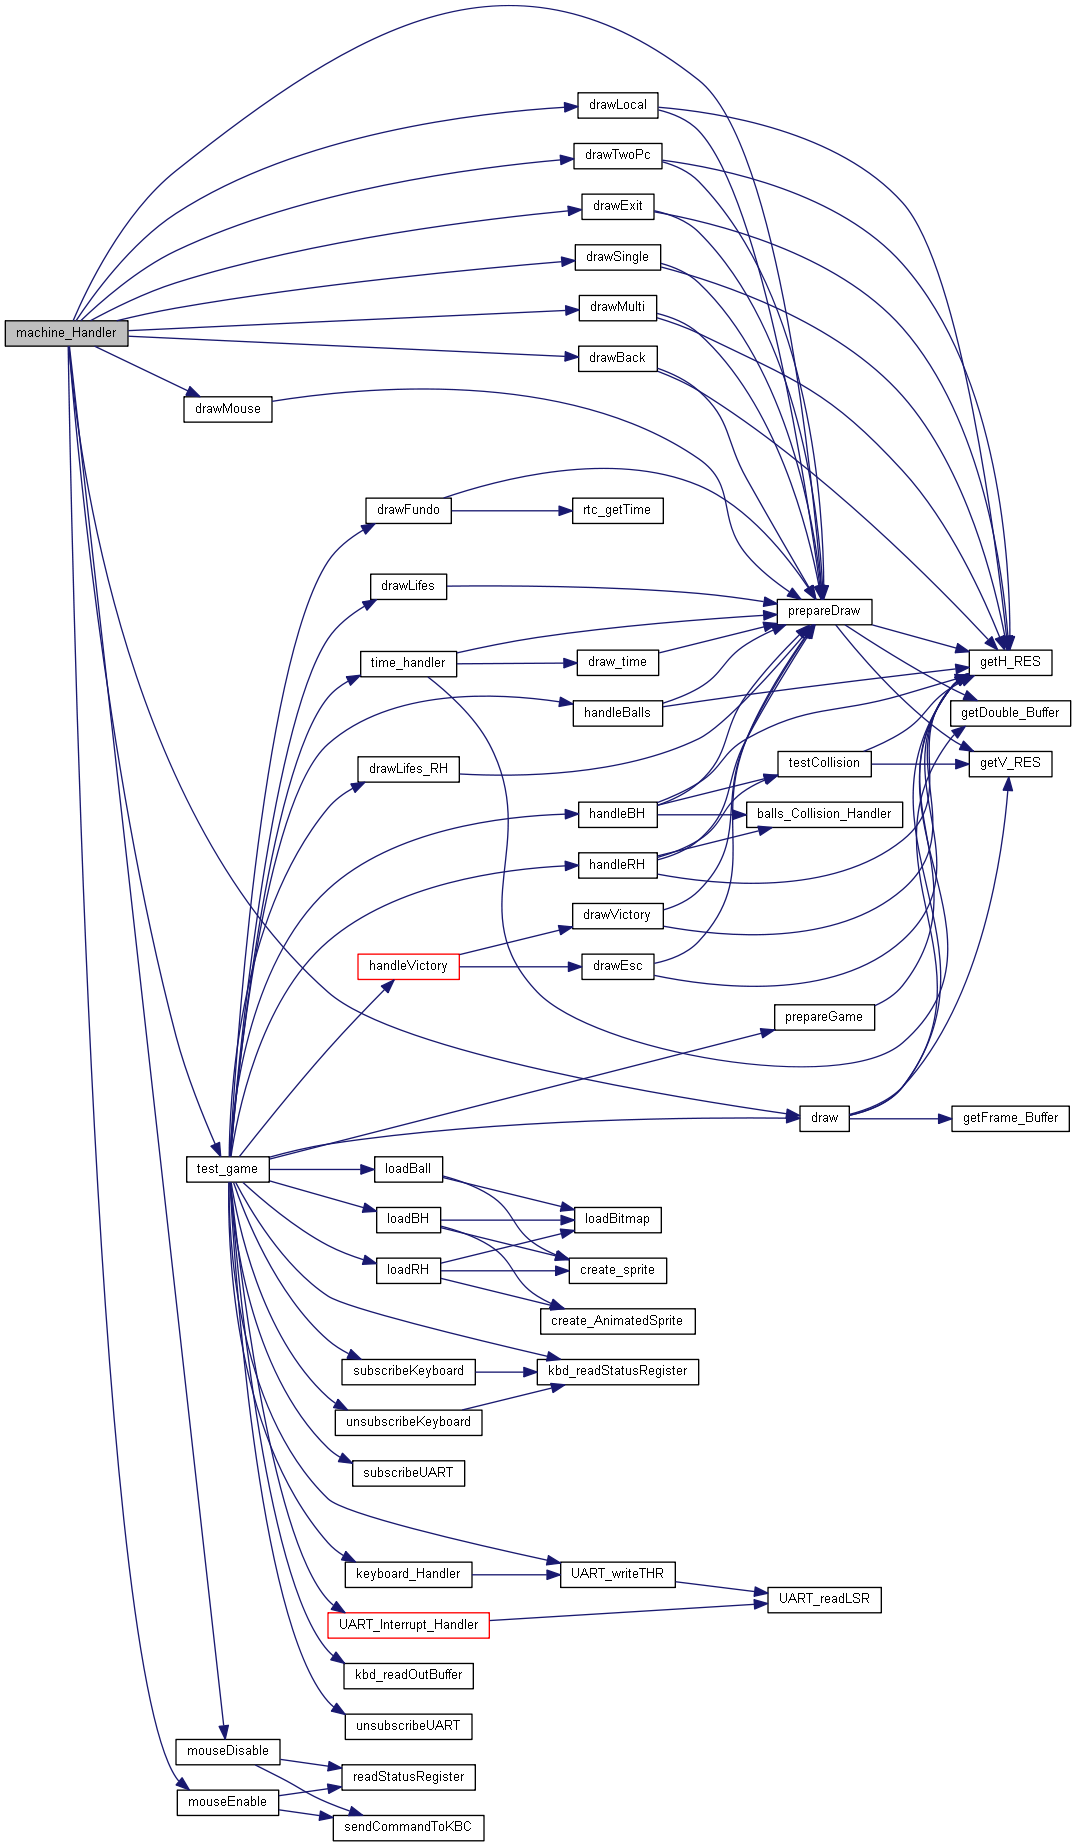 drawLocal
drawTwoPc
drawExit
drawSingle
drawMulti
machine_Handler
drawBack
drawMouse
drawFundo
rtc_getTime
drawLifes
prepareDraw
time_handler
draw_time
getH_RES
handleBalls
getDouble_Buffer
drawLifes_RH
testCollision
getV_RES
handleBH
balls_Collision_Handler
handleRH
drawVictory
handleVictory
drawEsc
prepareGame
draw
getFrame_Buffer
test_game
loadBall
loadBH
loadBitmap
loadRH
create_sprite
create_AnimatedSprite
subscribeKeyboard
kbd_readStatusRegister
unsubscribeKeyboard
subscribeUART
keyboard_Handler
UART_writeTHR
UART_readLSR
UART_Interrupt_Handler
kbd_readOutBuffer
unsubscribeUART
mouseDisable
readStatusRegister
mouseEnable
sendCommandToKBC